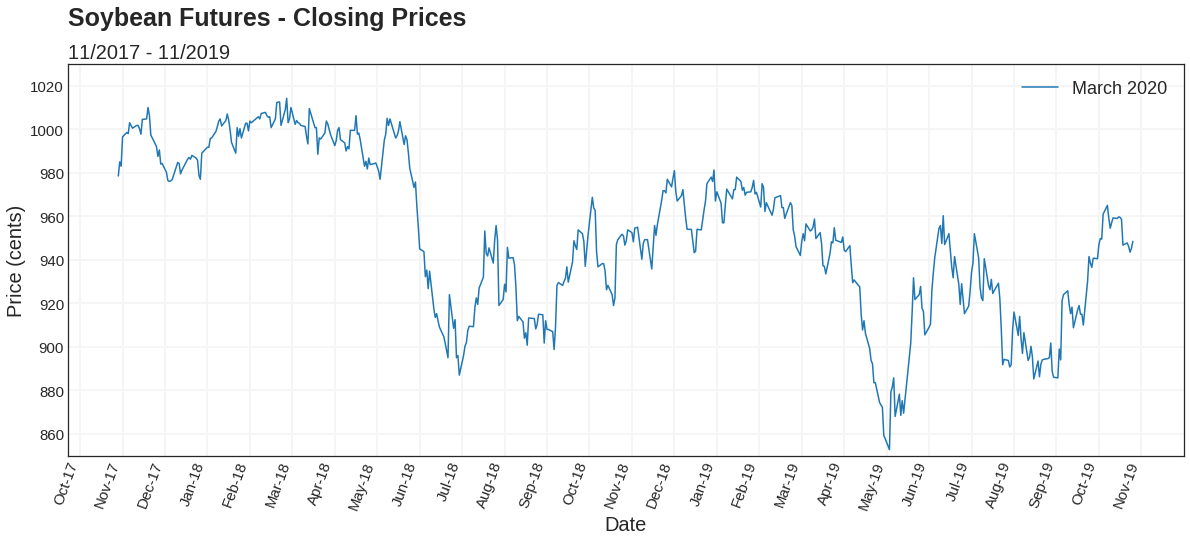 Soybean Futures - Closing Prices
11/2017 - 11/2019
March 2020
Price (cents)
1020
1000
980
960
940
920
900
880
860
Oct-17
Nov-17
Dec-17
Jan-18
Feb-18
Mar-18
Apr-18
May-18
Jun-18
Jul-18
Aug-18
Sep-18
Oct-18
Nov-18
Dec-18
Jan-19
Feb-19
Mar-19
Apr-19
May-19
Jun-19
Jul-19
Aug-19
Sep-19
Oct-19
Nov-19
Date